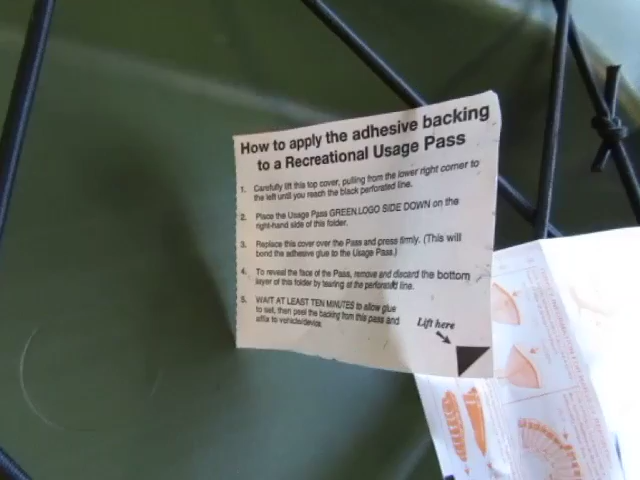 How to apply the adhesive backing
to a Recreational Usage Pass
1. Carefully lift this top cover, pulling from the lower right corner to
the left until you reach the black perforated line.
2. Place the Usage Pass GREEN LOGO SIDE DOWN on the
right-hand side of this folder.
3. Replace this cover over the Pass and press firmly. (This will
bond the adhesive glue to the Usage Pass.)
4. To reveal the face of the Pass, remove and discard the bottom
layer of this folder by tearing at the perforated line.
5. WAIT AT LEAST TEN MINUTES to allow glue
to set, then peel the backing from this pass and
affix to vehicle/device.
Lift here